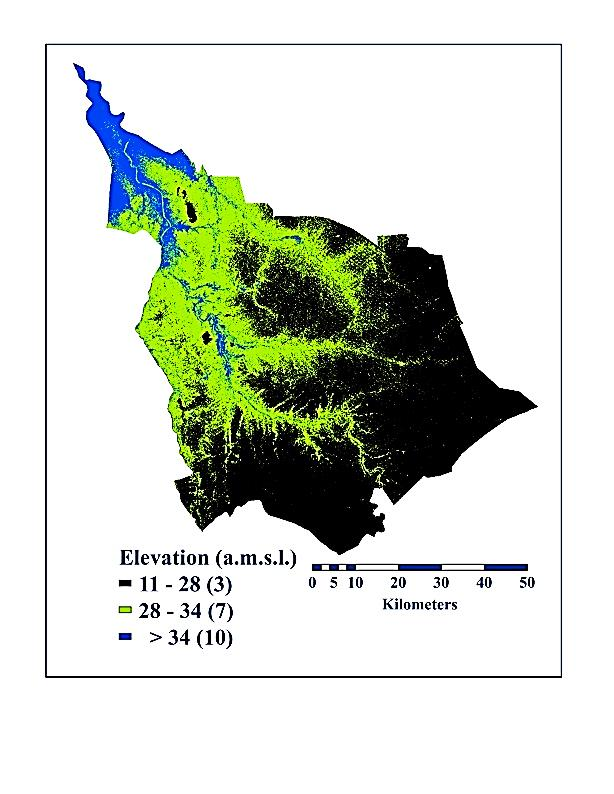 Elevation (a.m.s.l.)
11 - 28 (3)
28 - 34 (7)
> 34 (10)
0 5 10 20 30 40 50
Kilometers